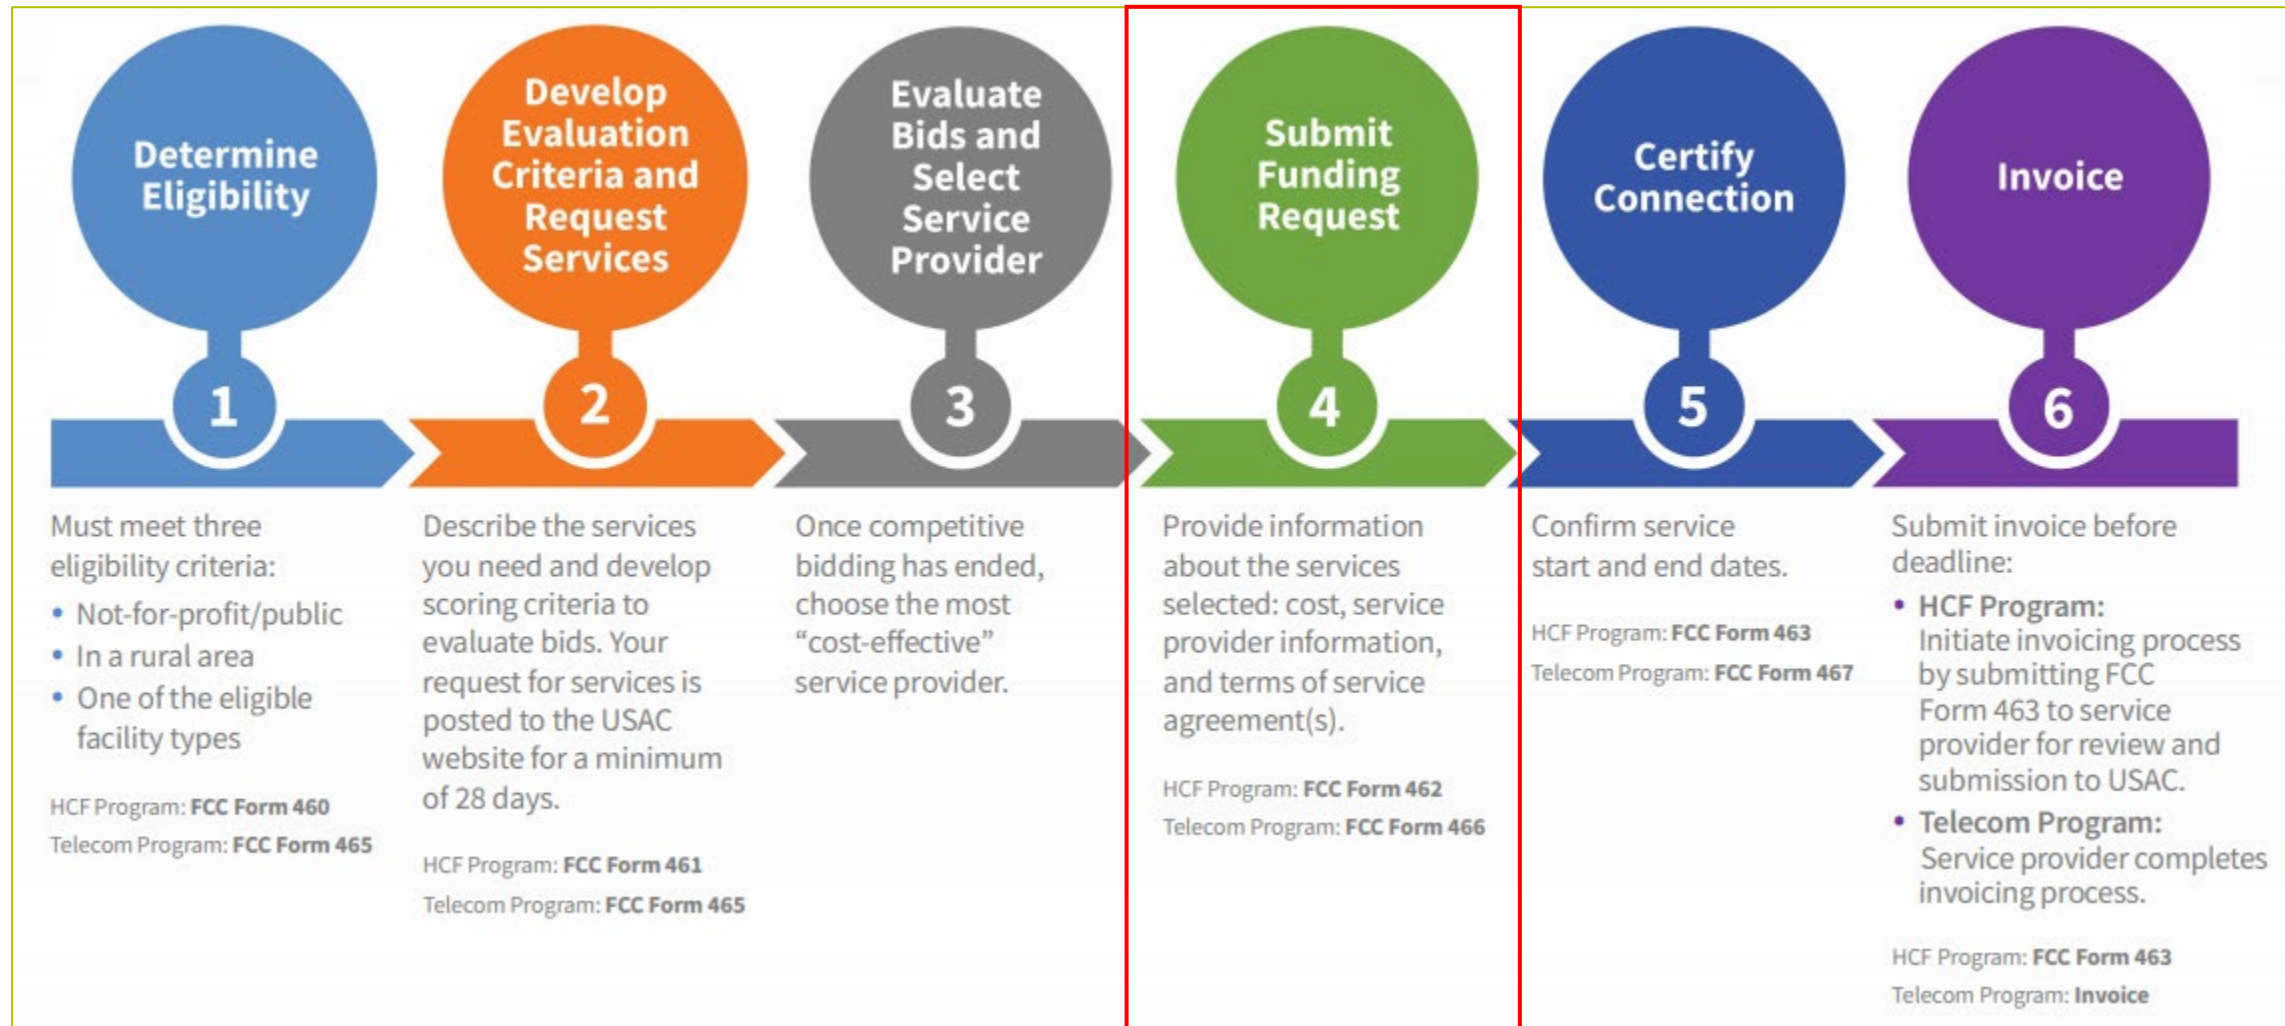 Determine
Eligibility
1
Must meet three
eligibility criteria:
• Not-for-profit/public
• In a rural area
• One of the eligible
facility types
HCF Program: FCC Form 460
Telecom Program: FCC Form 465
Develop
Evaluation
Criteria and
Request
Services
2
Describe the services
you need and develop
scoring criteria to
evaluate bids. Your
request for services is
posted to the USAC
website for a minimum
of 28 days.
HCF Program: FCC Form 461
Telecom Program: FCC Form 465
Evaluate
Bids and
Select
Service
Provider
3
Once competitive
bidding has ended,
choose the most
“cost-effective”
service provider.
Submit
Funding
Request
4
Provide information
about the services
selected: cost, service
provider information,
and terms of service
agreement(s).
HCF Program: FCC Form 462
Telecom Program: FCC Form 466
Certify
Connection
5
Confirm service
start and end dates.
HCF Program: FCC Form 463
Telecom Program: FCC Form 467
Invoice
6
Submit invoice before
deadline:
• HCF Program:
Initiate invoicing process
by submitting FCC
Form 463 to service
provider for review and
submission to USAC.
• Telecom Program:
Service provider completes
invoicing process.
HCF Program: FCC Form 463
Telecom Program: Invoice